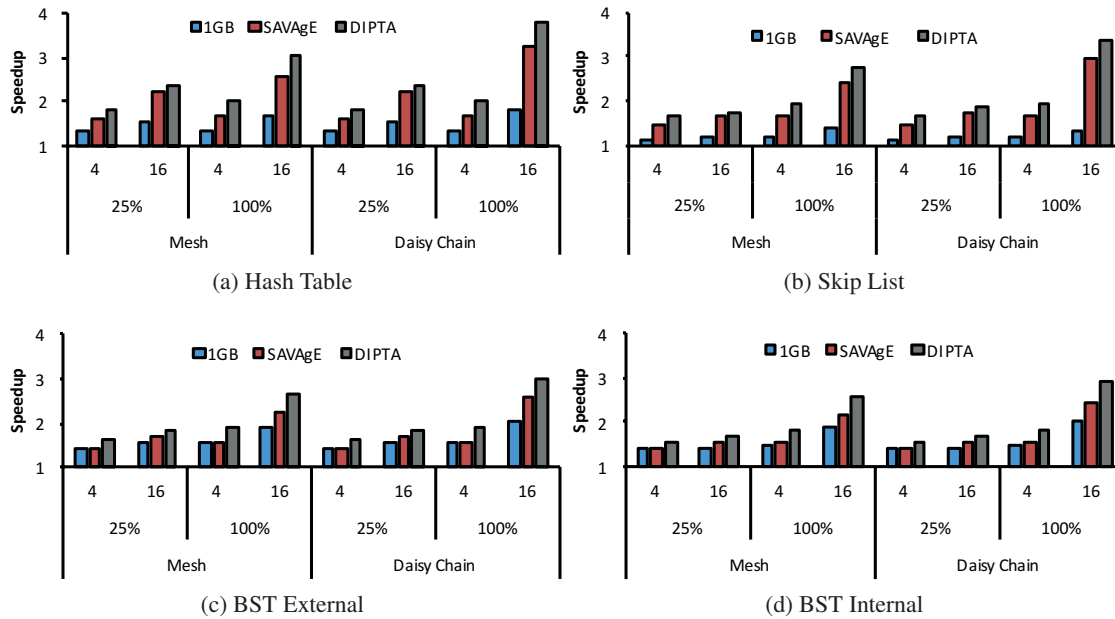 4
1GB SAVAgE DIPTA
3
Speedup
2
1
4 16 4 16 4 16 4 16
25% 100% 25% 100%
Mesh Daisy Chain
(a) Hash Table
4
1GB SAVAgE DIPTA
3
Speedup
2
1
4 16 4 16 4 16 4 16
25% 100% 25% 100%
Mesh Daisy Chain
(b) Skip List
4
1GB SAVAgE DIPTA
3
Speedup
2
1
4 16 4 16 4 16 4 16
25% 100% 25% 100%
Mesh Daisy Chain
(c) BST External
4
1GB SAVAgE DIPTA
3
Speedup
2
1
4 16 4 16 4 16 4 16
25% 100% 25% 100%
Mesh Daisy Chain
(d) BST Internal